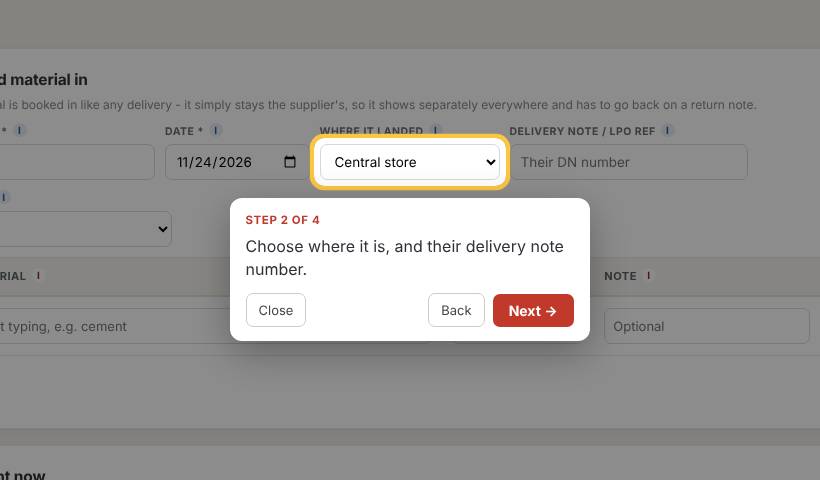 d material in
al is booked in like any delivery - it simply stays the supplier's, so it shows separately everywhere and has to go back on a return note.
* I DATE * I WHERE IT LANDED I DELIVERY NOTE / LPO REF I
11/24/2026 Central store Their DN number
I
STEP 2 OF 4
Choose where it is, and their delivery note
number.
RIAL I NOTE I
Close Back Next →
t typing, e.g. cement Optional
nt now